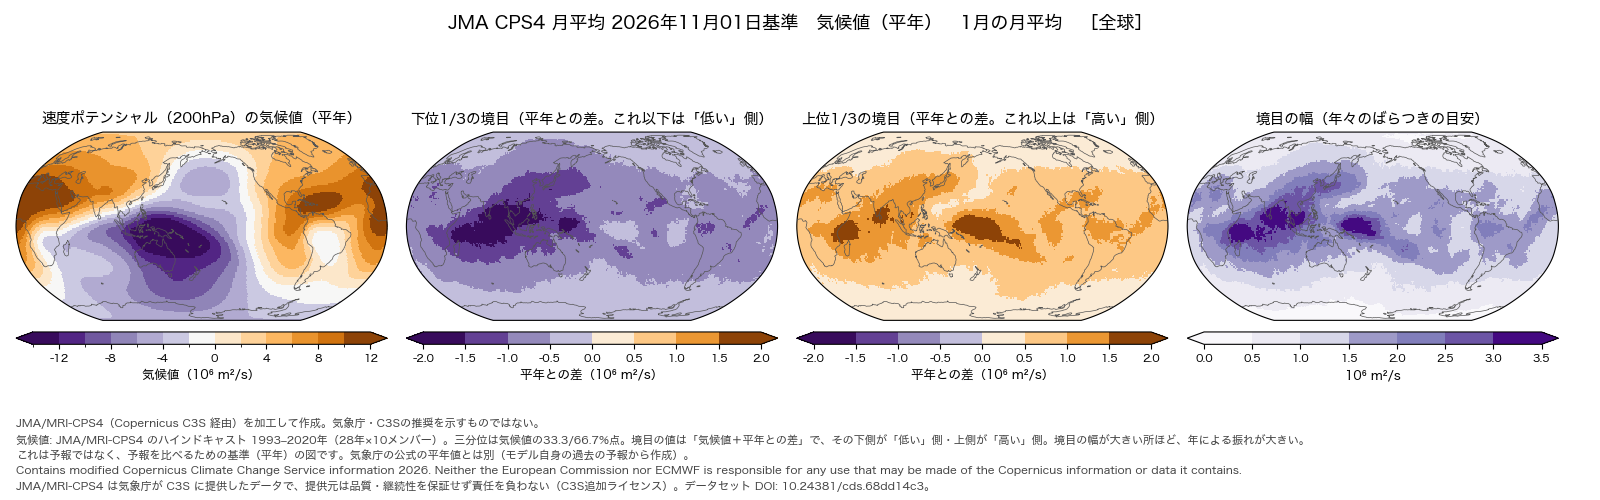 JMA CPS4 月平均 2026年11月01日基準　気候値（平年）　1月の月平均　［全球］
速度ポテンシャル（200hPa）の気候値（平年）
下位1/3の境目（平年との差。これ以下は「低い」側）
上位1/3の境目（平年との差。これ以上は「高い」側）
境目の幅（年々のばらつきの目安）
-12 -8 -4 0 4 8 12
気候値（10⁶ m²/s）
-2.0 -1.5 -1.0 -0.5 0.0 0.5 1.0 1.5 2.0
平年との差（10⁶ m²/s）
-2.0 -1.5 -1.0 -0.5 0.0 0.5 1.0 1.5 2.0
平年との差（10⁶ m²/s）
0.0 0.5 1.0 1.5 2.0 2.5 3.0 3.5
10⁶ m²/s
JMA/MRI-CPS4（Copernicus C3S 経由）を加工して作成。気象庁・C3Sの推奨を示すものではない。
気候値: JMA/MRI-CPS4 のハインドキャスト 1993–2020年（28年×10メンバー）。三分位は気候値の33.3/66.7%点。境目の値は「気候値＋平年との差」で、その下側が「低い」側・上側が「高い」側。境目の幅が大きい所ほど、年による振れが大きい。
これは予報ではなく、予報を比べるための基準（平年）の図です。気象庁の公式の平年値とは別（モデル自身の過去の予報から作成）。
Contains modified Copernicus Climate Change Service information 2026. Neither the European Commission nor ECMWF is responsible for any use that may be made of the Copernicus information or data it contains.
JMA/MRI-CPS4 は気象庁が C3S に提供したデータで、提供元は品質・継続性を保証せず責任を負わない（C3S追加ライセンス）。データセット DOI: 10.24381/cds.68dd14c3。